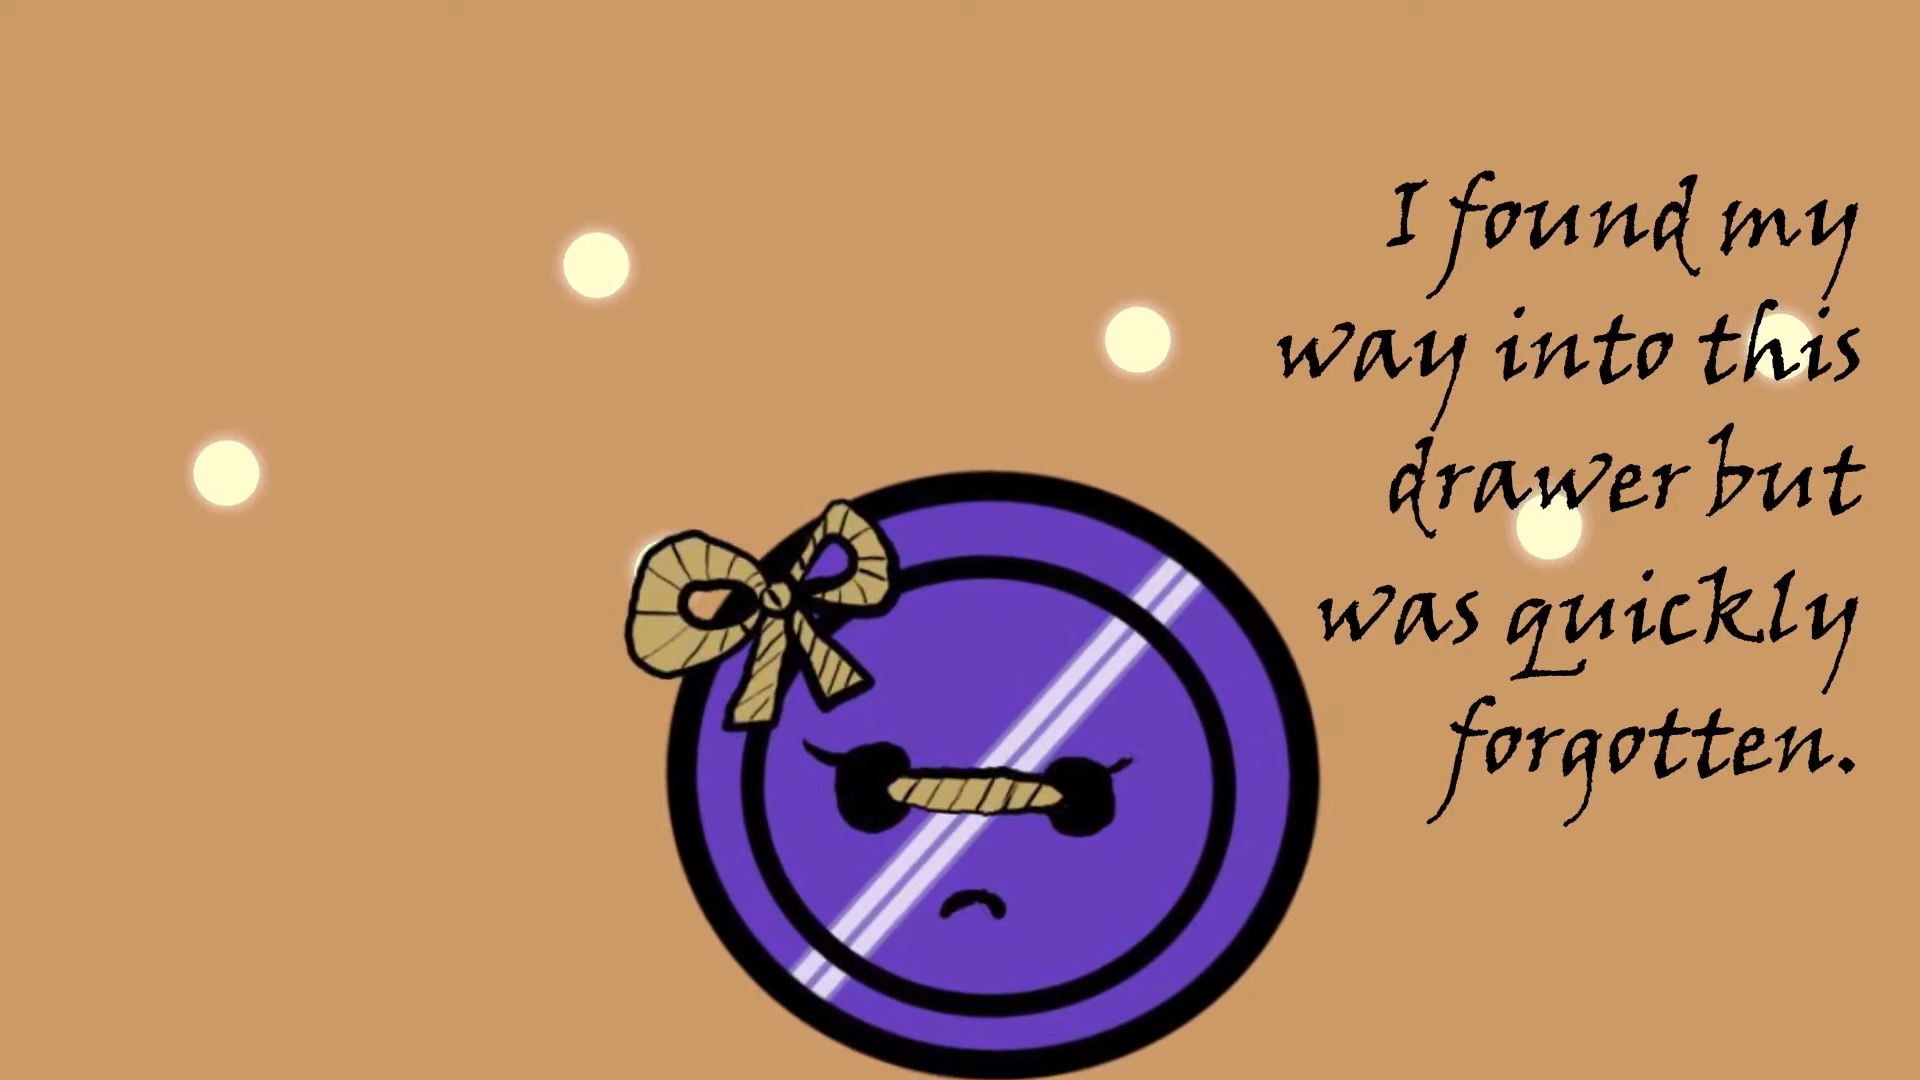 I found my
way into this
drawer but
was quickly
forgotten.